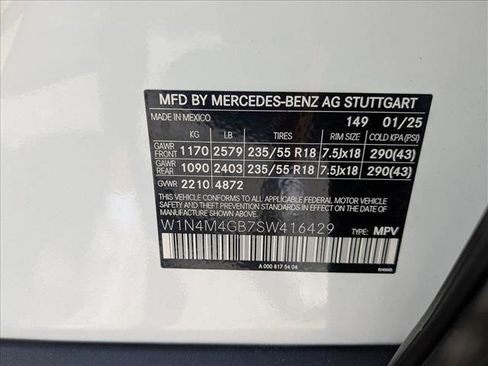 MFD BY MERCEDES-BENZ AG STUTTGART
MADE IN MEXICO 149 01/25
KG LB TIRES RIM SIZE COLD KPA(PSI)
GAWR FRONT 1170 2579 235/55 R18 7.5Jx18 290(43)
GAWR REAR 1090 2403 235/55 R18 7.5Jx18 290(43)
GVWR 2210 4872
THIS VEHICLE CONFORMS TO ALL APPLICABLE FEDERAL MOTOR VEHICLE
SAFETY, BUMPER, AND THEFT PREVENTION STANDARDS IN EFFECT ON THE
DATE OF MANUFACTURE SHOWN ABOVE.
W1N4M4GB7SW416429 TYPE: MPV
A 000 817 54 04